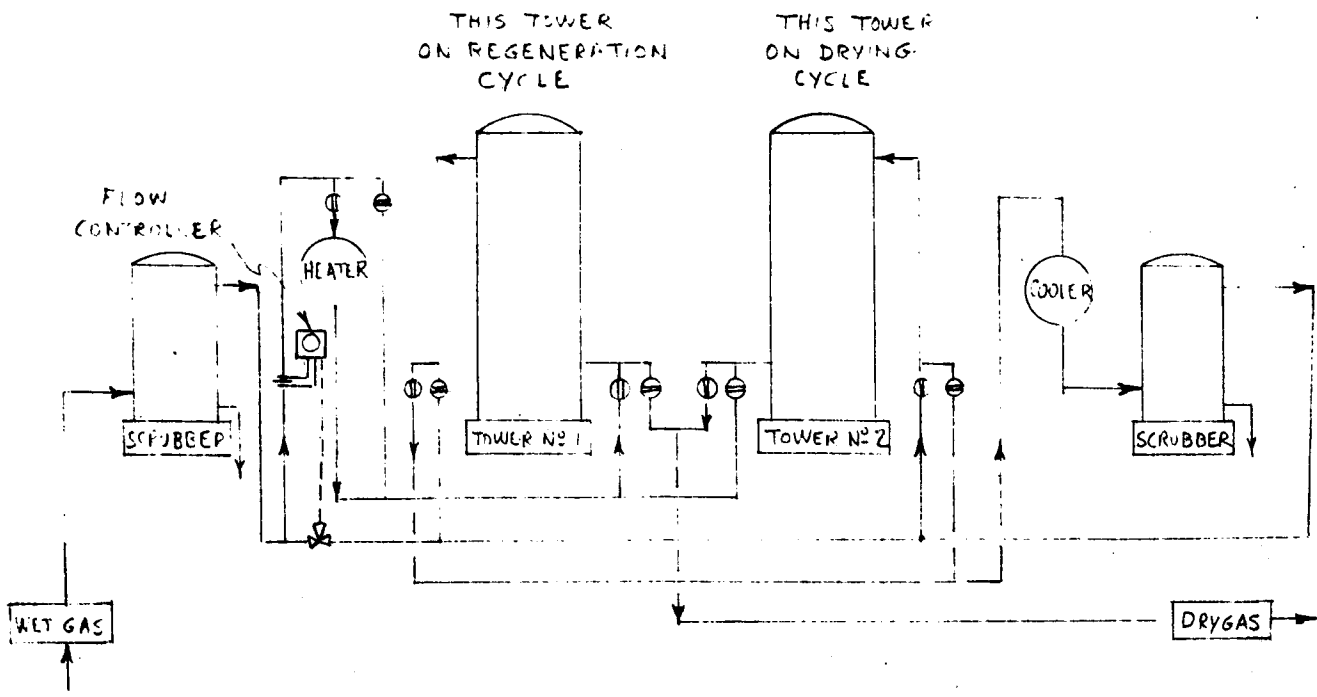 THIS TOWER
ON REGENERATION
CYCLE
THIS TOWER
ON DRYING
CYCLE
FLOW
CONTROLLER
HEATER
COOLER
SCRUBBER
TOWER Nº 1
TOWER Nº 2
SCRUBBER
WET GAS
DRY GAS